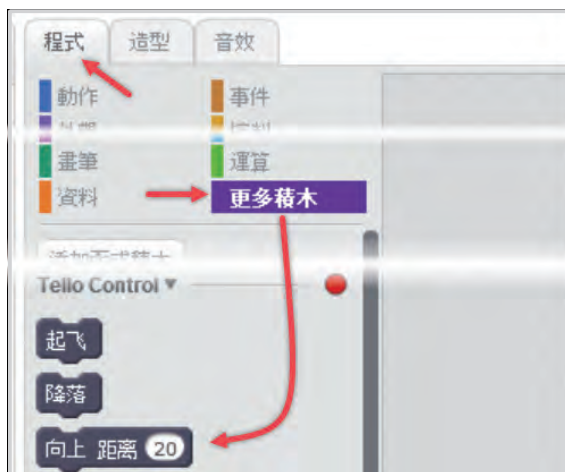 程式 造型 音效
動作 事件
畫筆 運算
資料 更多積木
Tello Control
起飞
降落
向上 距离 20